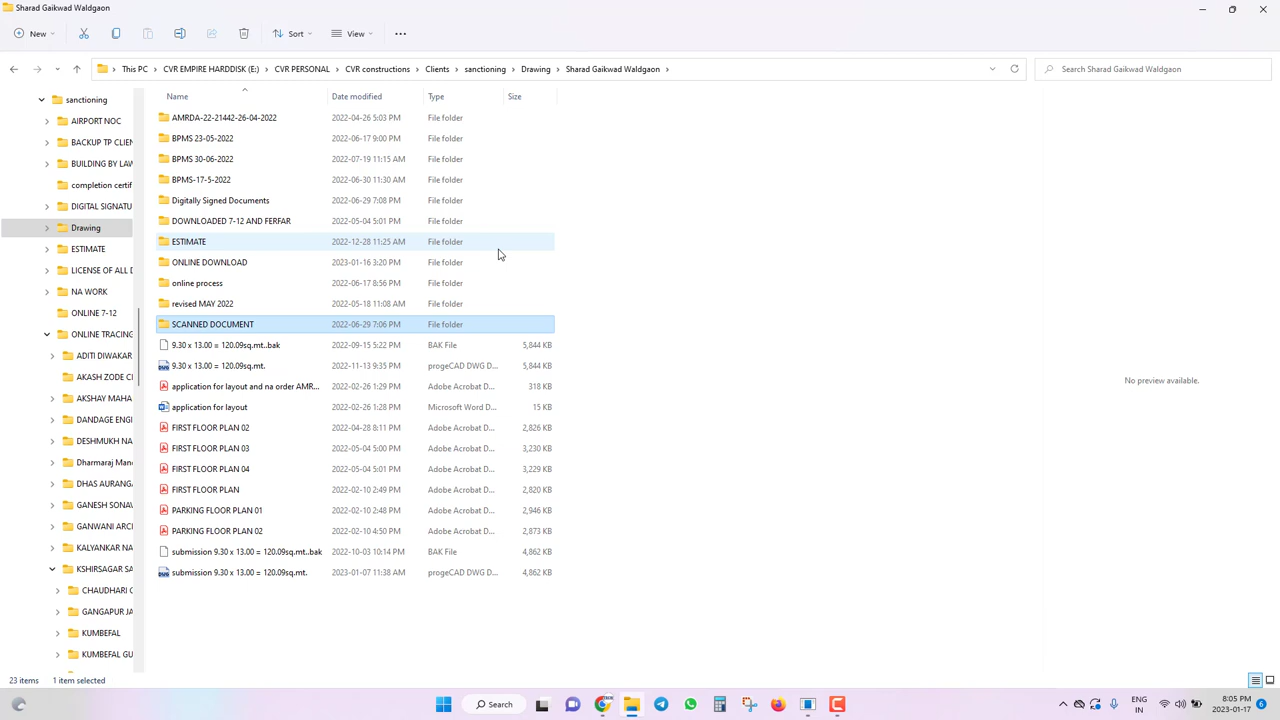 Sharad Gaikwad Waldgaon
New
Sort
View
This PC > CVR EMPIRE HARDDISK (E:) > CVR PERSONAL > CVR constructions > Clients > sanctioning > Drawing > Sharad Gaikwad Waldgaon >
Search Sharad Gaikwad Waldgaon
sanctioning
AIRPORT NOC
BACKUP TP CLIEN
BUILDING BY LAW
completion certif
DIGITAL SIGNATU
Drawing
ESTIMATE
LICENSE OF ALL D
NA WORK
ONLINE 7-12
ONLINE TRACING
ADITI DIWAKAR
AKASH ZODE C
AKSHAY MAHA
DANDAGE ENGI
DESHMUKH NA
Dharmaraj Man
DHAS AURANG
GANESH SONAV
GANWANI ARC
KALYANKAR NA
KSHIRSAGAR SA
CHAUDHARI C
GANGAPUR JA
KUMBEFAL
KUMBEFAL GU
Name Date modified Type Size
AMRDA-22-21442-26-04-2022 2022-04-26 5:03 PM File folder
BPMS 23-05-2022 2022-06-17 9:00 PM File folder
BPMS 30-06-2022 2022-07-19 11:15 AM File folder
BPMS-17-5-2022 2022-06-30 11:30 AM File folder
Digitally Signed Documents 2022-06-29 7:08 PM File folder
DOWNLOADED 7-12 AND FERFAR 2022-05-04 5:01 PM File folder
ESTIMATE 2022-12-28 11:25 AM File folder
ONLINE DOWNLOAD 2023-01-16 3:20 PM File folder
online process 2022-06-17 8:56 PM File folder
revised MAY 2022 2022-05-18 11:08 AM File folder
SCANNED DOCUMENT 2022-06-29 7:06 PM File folder
9.30 x 13.00 = 120.09sq.mt..bak 2022-09-15 5:22 PM BAK File 5,844 KB
9.30 x 13.00 = 120.09sq.mt. 2022-11-13 9:35 PM progeCAD DWG D... 5,844 KB
application for layout and na order AMR... 2022-02-26 1:29 PM Adobe Acrobat D... 318 KB
application for layout 2022-02-26 1:28 PM Microsoft Word D... 15 KB
FIRST FLOOR PLAN 02 2022-04-28 8:11 PM Adobe Acrobat D... 2,826 KB
FIRST FLOOR PLAN 03 2022-05-04 5:00 PM Adobe Acrobat D... 3,230 KB
FIRST FLOOR PLAN 04 2022-05-04 5:01 PM Adobe Acrobat D... 3,229 KB
FIRST FLOOR PLAN 2022-02-10 2:49 PM Adobe Acrobat D... 2,820 KB
PARKING FLOOR PLAN 01 2022-02-10 2:48 PM Adobe Acrobat D... 2,946 KB
PARKING FLOOR PLAN 02 2022-02-10 4:50 PM Adobe Acrobat D... 2,873 KB
submission 9.30 x 13.00 = 120.09sq.mt..bak 2022-10-03 10:14 PM BAK File 4,862 KB
submission 9.30 x 13.00 = 120.09sq.mt. 2023-01-07 11:38 AM progeCAD DWG D... 4,862 KB
No preview available.
23 items 1 item selected
Search
ENG
IN
8:05 PM
2023-01-17
6